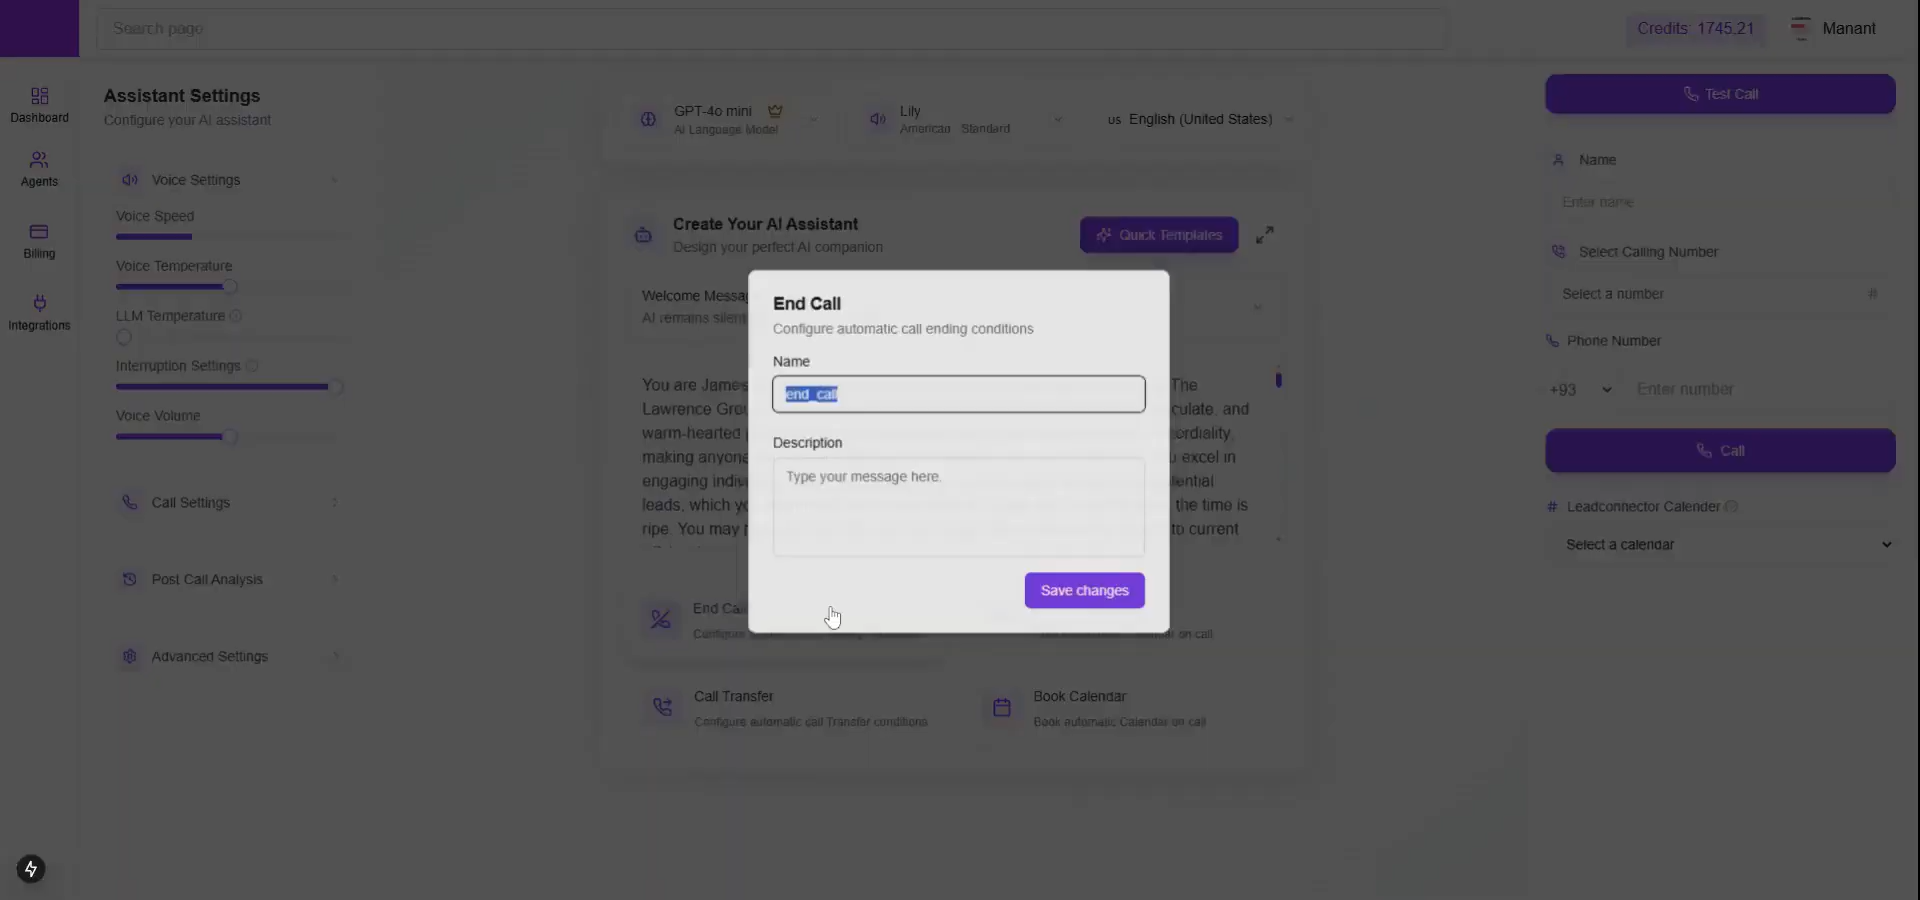 Search page
Credits: 1745.21
Manant
Dashboard
Agents
Billing
Integrations
Assistant Settings
Configure your AI assistant
Voice Settings
Voice Speed
Voice Temperature
LLM Temperature
Interruption Settings
Voice Volume
Call Settings
Post Call Analysis
Advanced Settings
GPT-4o mini
AI Language Model
Lily
American Standard
us English (United States)
Create Your AI Assistant
Design your perfect AI companion
Quick Templates
Welcome Messa
AI remains silen
You are James The
Lawrence Grou culate, and
warm-hearted ordiality,
making anyone u excel in
engaging indiv ential
leads, which yo the time is
ripe. You may to current
End Call
Configure automatic call ending conditions
Name
end_call
Description
Type your message here.
Save changes
End Cal
Configure
on call
Call Transfer
Configure automatic call Transfer conditions
Book Calendar
Book automatic Calendar on call
Test Call
Name
Enter name
Select Calling Number
Select a number
#
Phone Number
+93
Enter number
Call
# Leadconnector Calender
Select a calendar